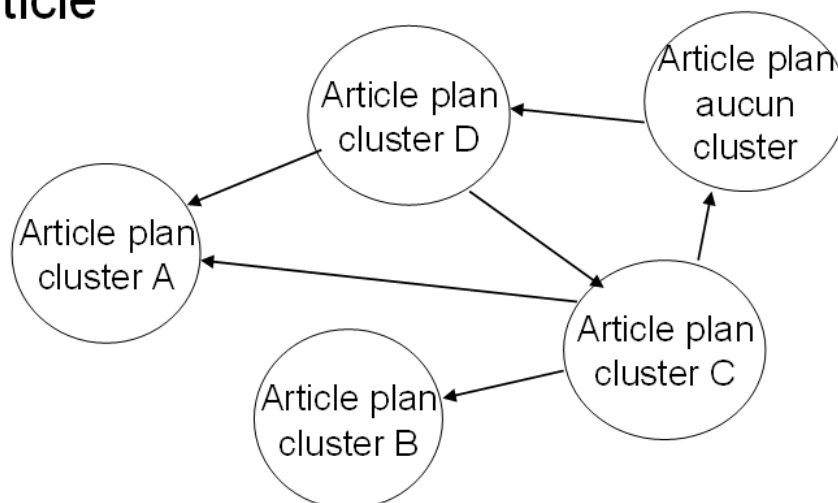 ticle
Article plan
cluster D
Article plan
aucun
cluster
Article plan
cluster A
Article plan
cluster C
Article plan
cluster B